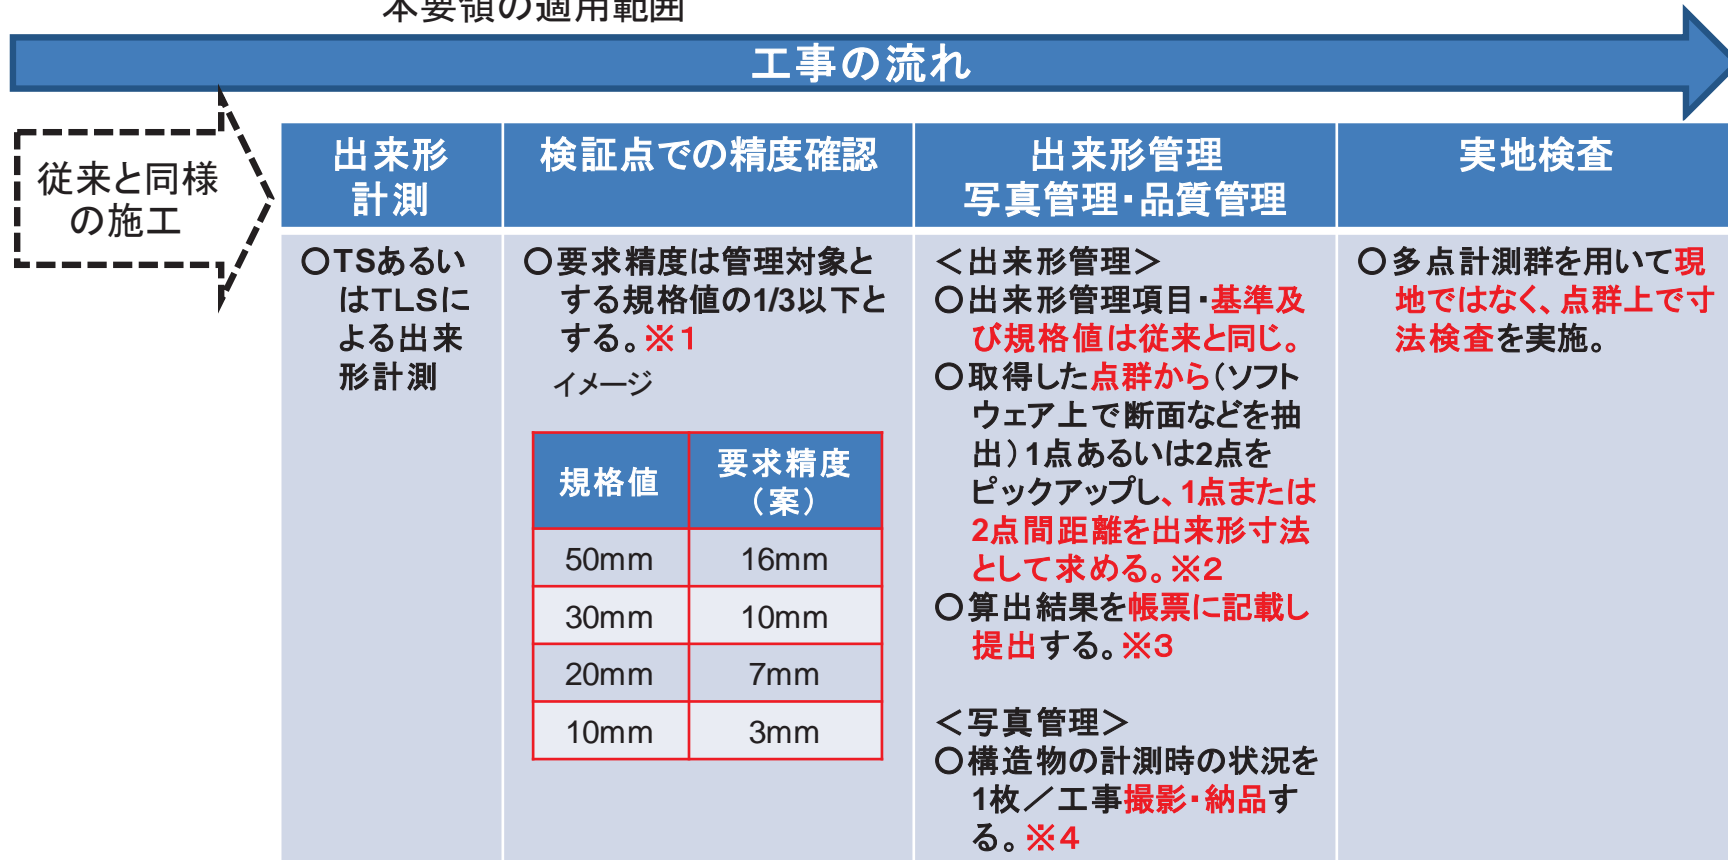 本要領の適用範囲
工事の流れ
従来と同様
の施工
出来形
計測
検証点での精度確認
出来形管理
写真管理・品質管理
実地検査
○TSあるい
はTLSに
よる出来
形計測
○要求精度は管理対象と
する規格値の1/3以下と
する。※1
イメージ
規格値
要求精度
（案）
50mm 16mm
30mm 10mm
20mm 7mm
10mm 3mm
＜出来形管理＞
○出来形管理項目・基準及
び規格値は従来と同じ。
○取得した点群から（ソフト
ウェア上で断面などを抽
出）1点あるいは2点を
ピックアップし、1点または
2点間距離を出来形寸法
として求める。※2
○算出結果を帳票に記載し
提出する。※3
＜写真管理＞
○構造物の計測時の状況を
1枚／工事撮影・納品す
る。※4
○多点計測群を用いて現
地ではなく、点群上で寸
法検査を実施。